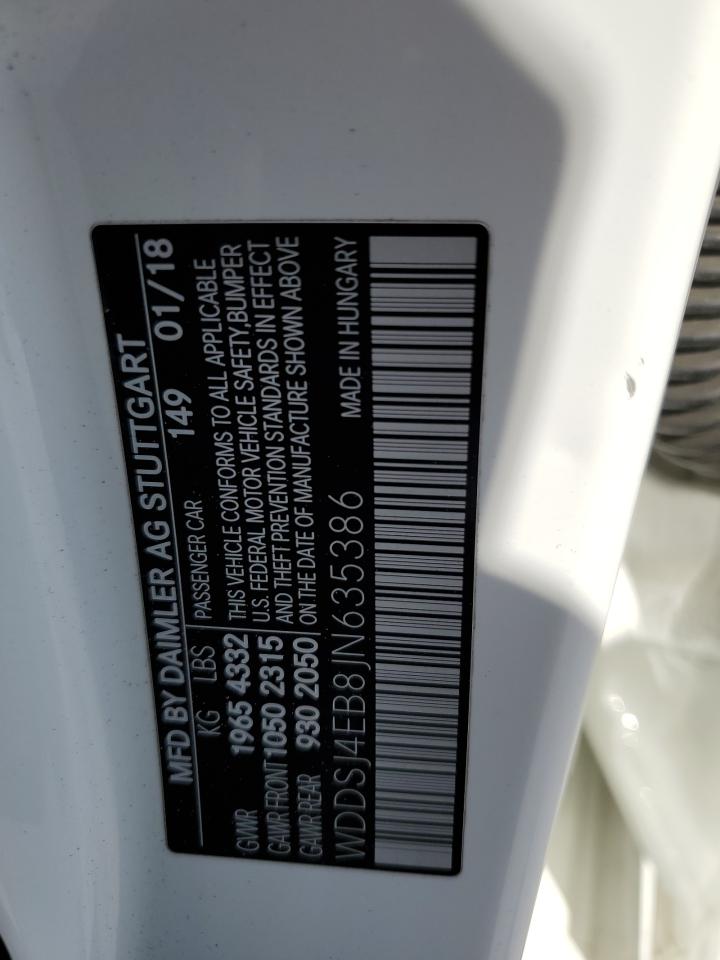 MFD BY DAIMLER AG STUTTGART
149 01/18
KG LBS PASSENGER CAR
GVWR 1965 4332 THIS VEHICLE CONFORMS TO ALL APPLICABLE
GAWR FRONT 1050 2315 U.S. FEDERAL MOTOR VEHICLE SAFETY, BUMPER
GAWR REAR 930 2050 AND THEFT PREVENTION STANDARDS IN EFFECT
ON THE DATE OF MANUFACTURE SHOWN ABOVE
WDDSJ4EB8JN635386 MADE IN HUNGARY